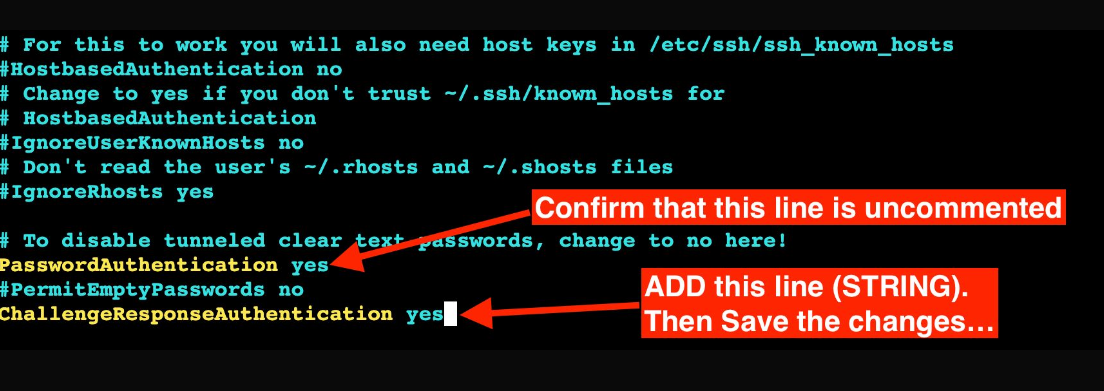 # For this to work you will also need host keys in /etc/ssh/ssh_known_hosts
#HostbasedAuthentication no
# Change to yes if you don't trust ~/.ssh/known_hosts for
# HostbasedAuthentication
#IgnoreUserKnownHosts no
# Don't read the user's ~/.rhosts and ~/.shosts files
#IgnoreRhosts yes
Confirm that this line is uncommented
# To disable tunneled clear text passwords, change to no here!
PasswordAuthentication yes
#PermitEmptyPasswords no
ChallengeResponseAuthentication yes
ADD this line (STRING).
Then Save the changes...